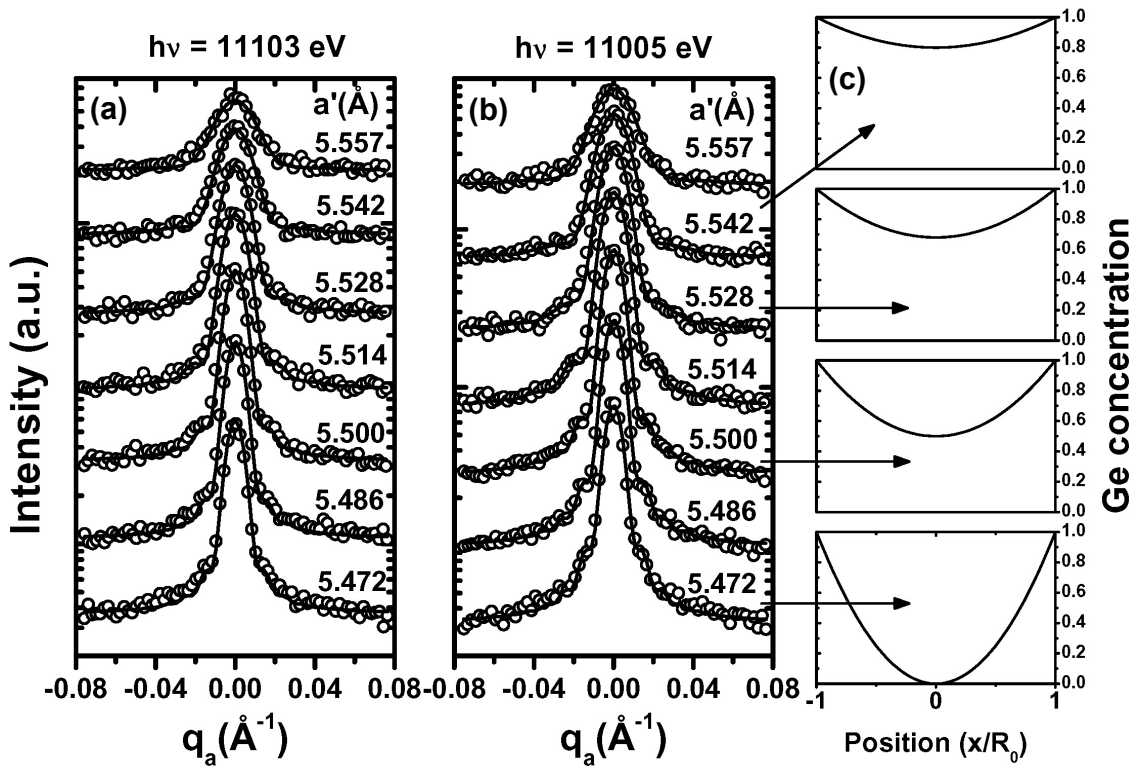 hν = 11103 eV
hν = 11005 eV
(a)
a'(Å)
5.557
5.542
5.528
5.514
5.500
5.486
5.472
-0.08 -0.04 0.00 0.04 0.08
qa(Å-1)
Intensity (a.u.)
(b)
a'(Å)
5.557
5.542
5.528
5.514
5.500
5.486
5.472
-0.08 -0.04 0.00 0.04 0.08
qa(Å-1)
(c)
1.0
0.8
0.6
0.4
0.2
0.0
1.0
0.8
0.6
0.4
0.2
0.0
1.0
0.8
0.6
0.4
0.2
0.0
1.0
0.8
0.6
0.4
0.2
0.0
-1 0 1
Position (x/R0)
Ge concentration